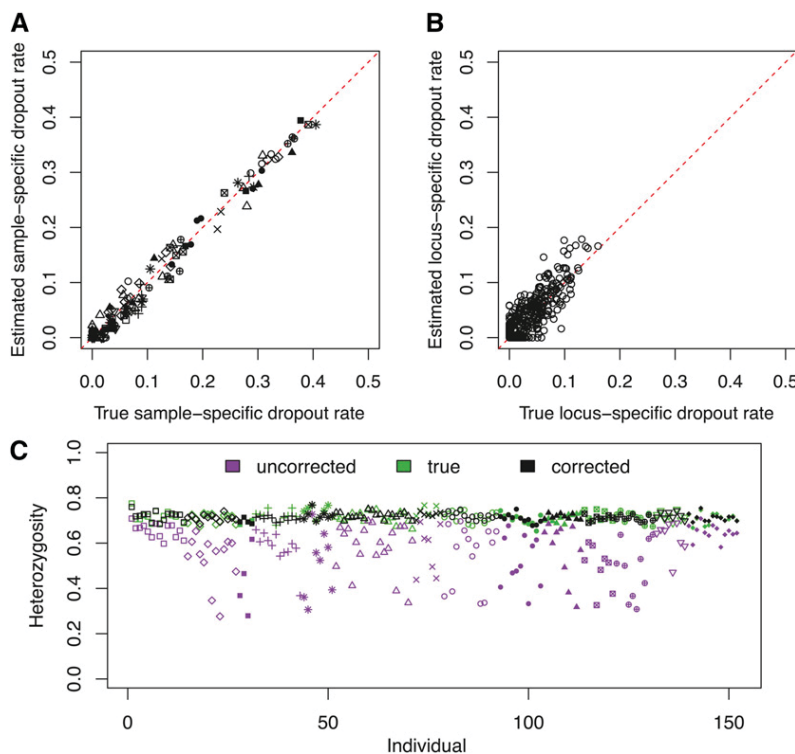 A
B
Estimated sample-specific dropout rate
0.5
0.4
0.3
0.2
0.1
0.0
0.0 0.1 0.2 0.3 0.4 0.5
True sample-specific dropout rate
Estimated locus-specific dropout rate
0.5
0.4
0.3
0.2
0.1
0.0
0.0 0.1 0.2 0.3 0.4 0.5
True locus-specific dropout rate
C
uncorrected true corrected
Heterozygosity
1.0
0.8
0.6
0.4
0.2
0.0
0 50 100 150
Individual